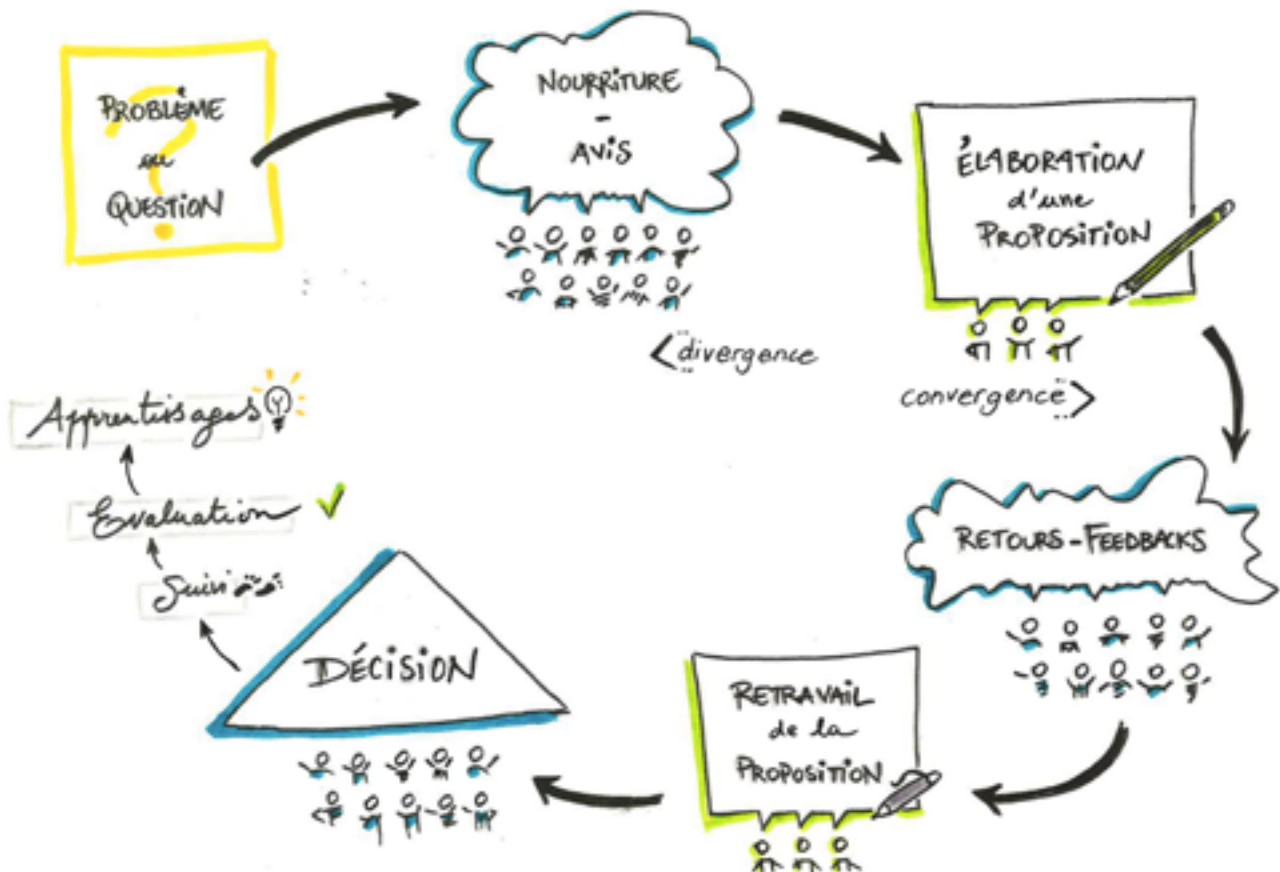 PROBLÈME
ou
QUESTION
?
NOURRITURE
-
AVIS
ÉLABORATION
d'une
PROPOSITION
< divergence
convergence >
RETOURS - FEEDBACKS
RETRAVAIL
de la
PROPOSITION
DÉCISION
Suivi
Evaluation
Apprentissages